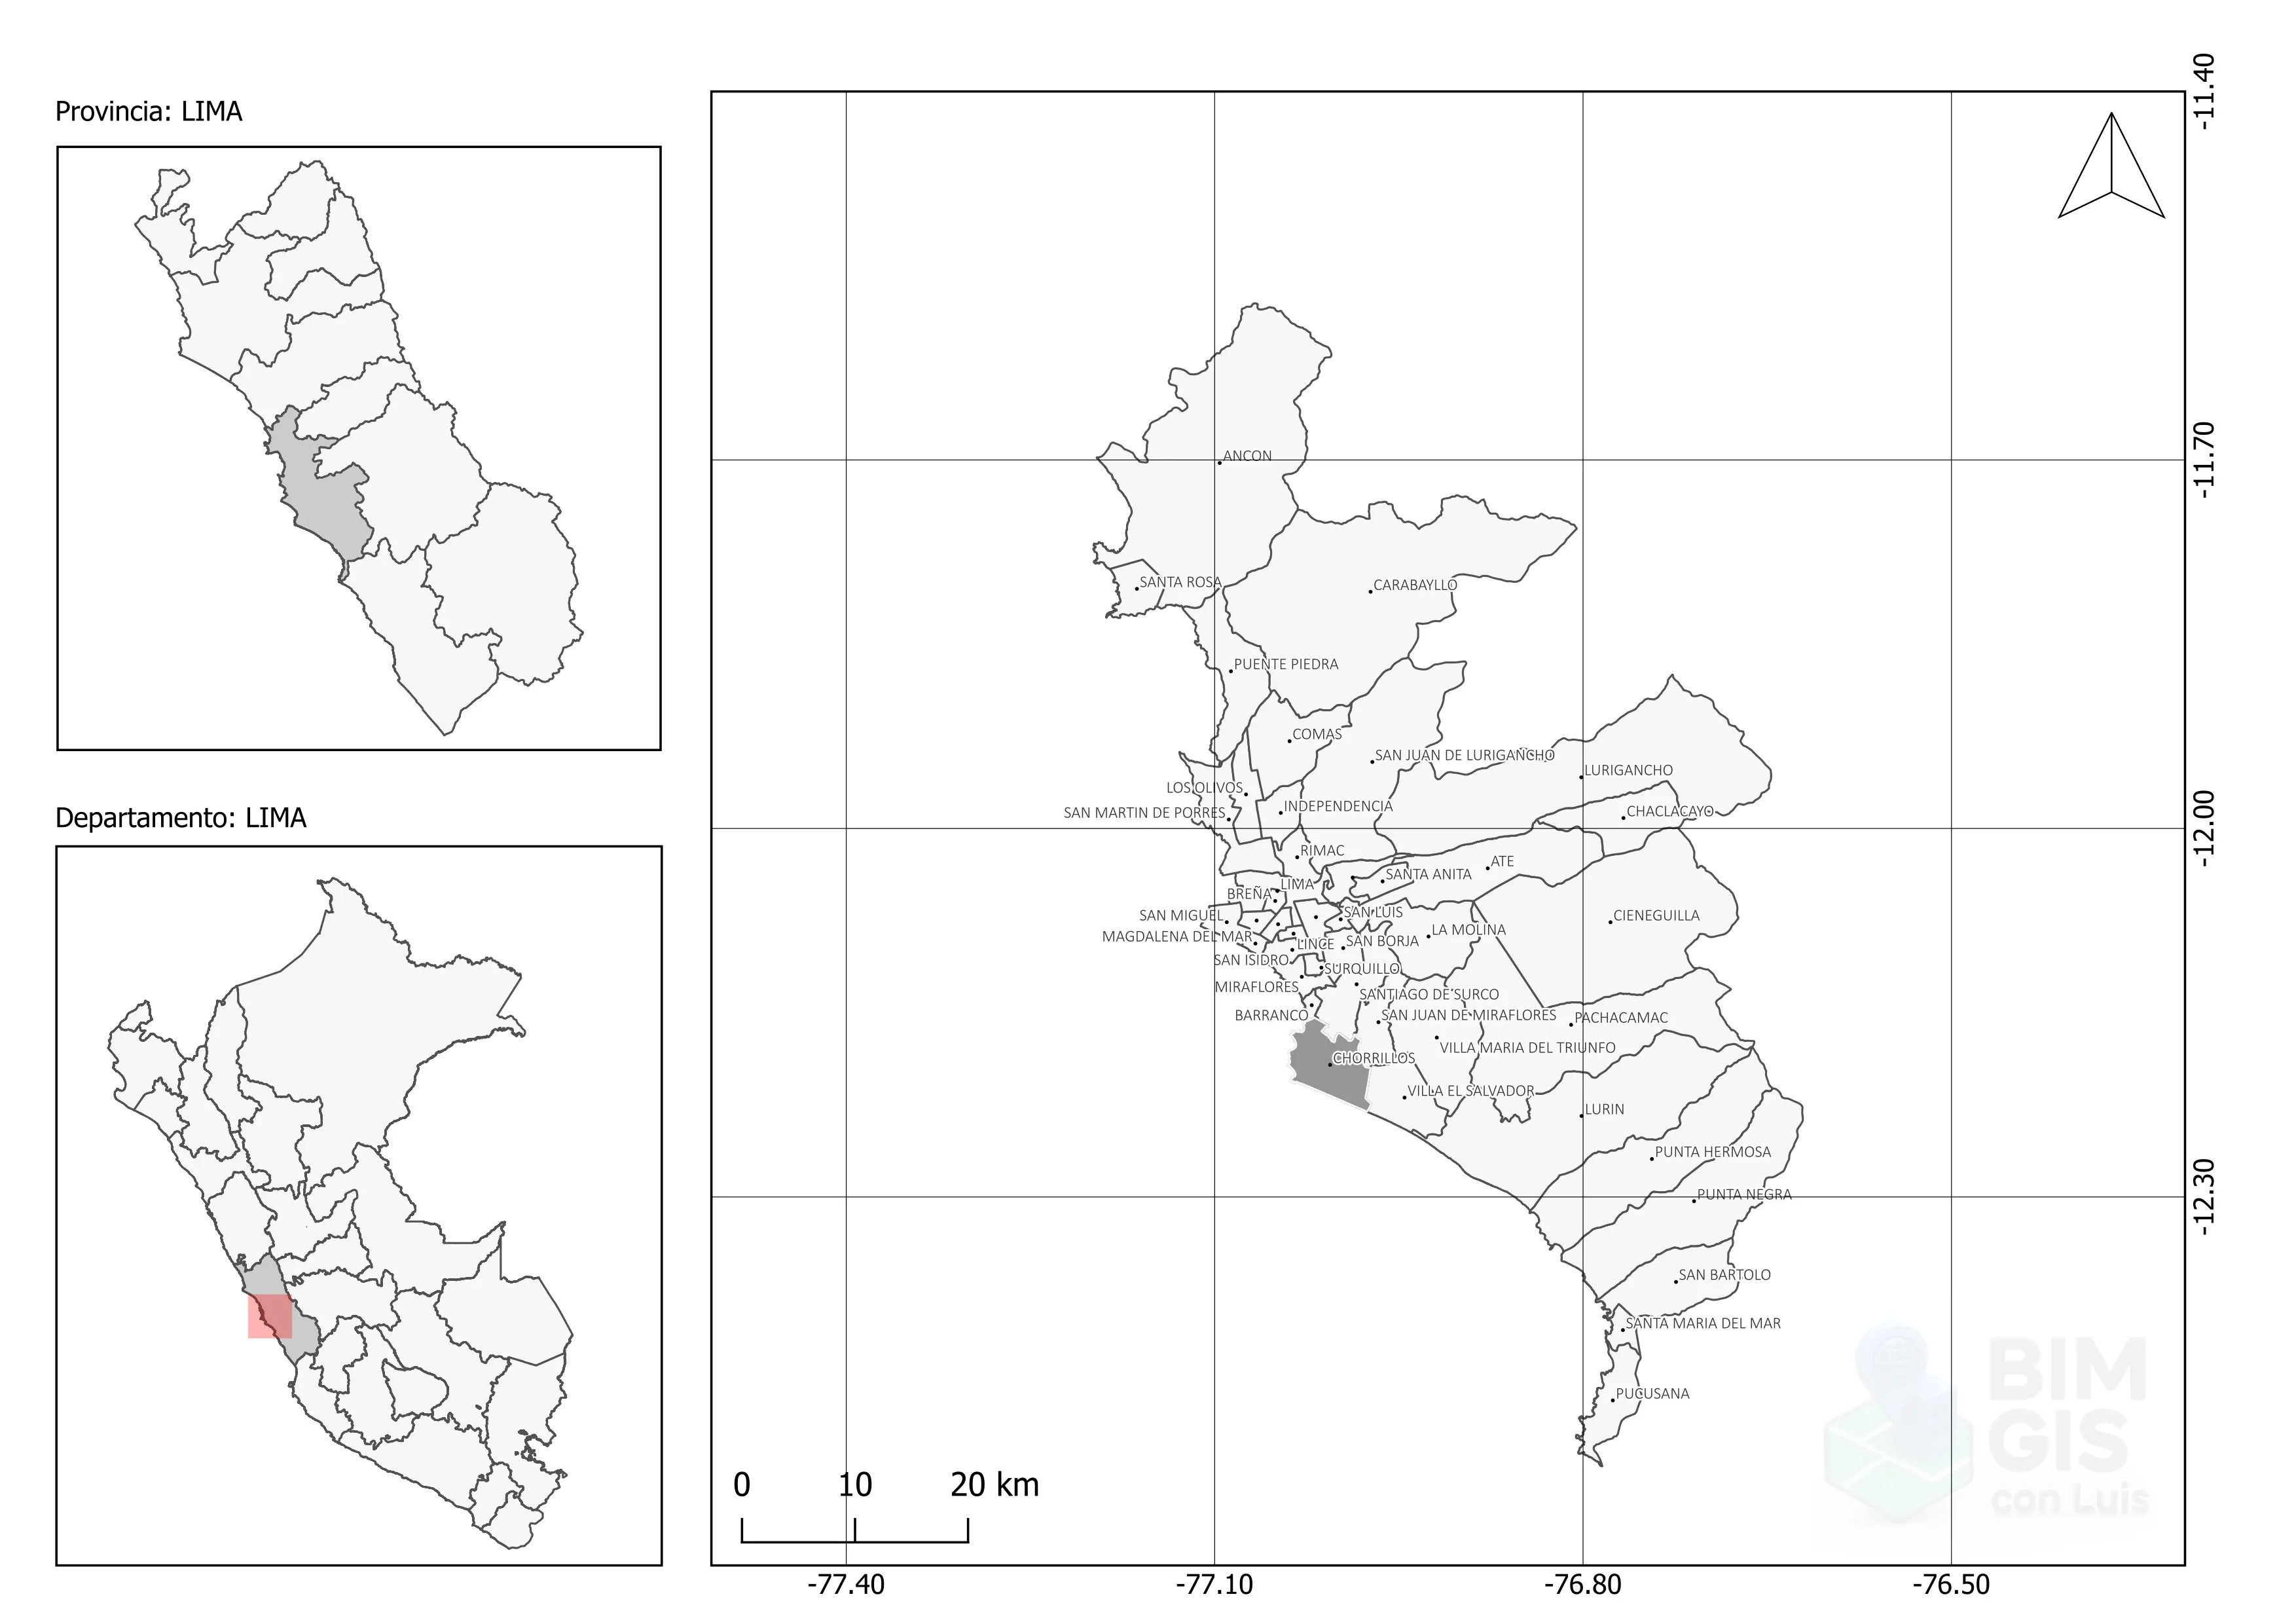 Provincia: LIMA
Departamento: LIMA
-11.40
-11.70
-12.00
-12.30
ANCON
SANTA ROSA
CARABAYLLO
PUENTE PIEDRA
COMAS
SAN JUAN DE LURIGANCHO
LURIGANCHO
LOS OLIVOS
INDEPENDENCIA
SAN MARTIN DE PORRES
CHACLACAYO
RIMAC
ATE
SANTA ANITA
LIMA
BREÑA
SAN MIGUEL
SAN LUIS
CIENEGUILLA
LA MOLINA
MAGDALENA DEL MAR
LINCE
SAN BORJA
SAN ISIDRO
SURQUILLO
MIRAFLORES
SANTIAGO DE SURCO
BARRANCO
SAN JUAN DE MIRAFLORES
PACHACAMAC
VILLA MARIA DEL TRIUNFO
CHORRILLOS
VILLA EL SALVADOR
LURIN
PUNTA HERMOSA
PUNTA NEGRA
SAN BARTOLO
SANTA MARIA DEL MAR
PUCUSANA
BIM
GIS
con Luis
0 10 20 km
-77.40 -77.10 -76.80 -76.50